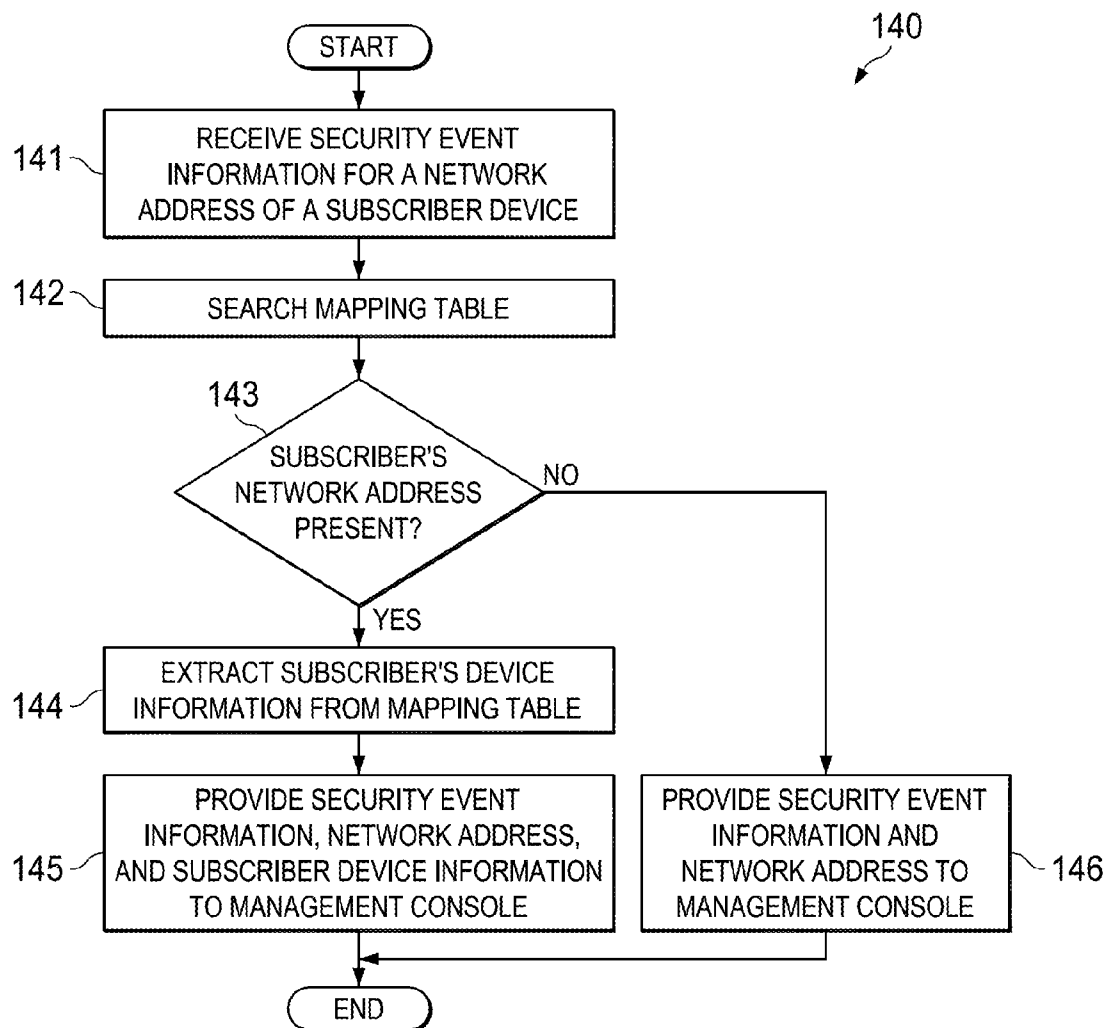 START
140
141
RECEIVE SECURITY EVENT
INFORMATION FOR A NETWORK
ADDRESS OF A SUBSCRIBER DEVICE
142
SEARCH MAPPING TABLE
143
SUBSCRIBER'S
NETWORK ADDRESS
PRESENT?
NO
YES
144
EXTRACT SUBSCRIBER'S DEVICE
INFORMATION FROM MAPPING TABLE
145
PROVIDE SECURITY EVENT
INFORMATION, NETWORK ADDRESS,
AND SUBSCRIBER DEVICE INFORMATION
TO MANAGEMENT CONSOLE
PROVIDE SECURITY EVENT
INFORMATION AND
NETWORK ADDRESS TO
MANAGEMENT CONSOLE
146
END